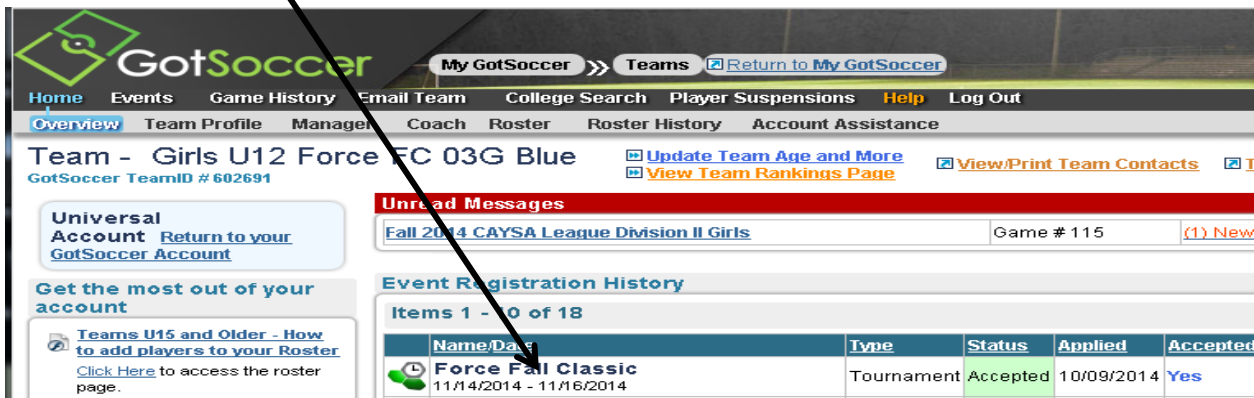 GotSoccer
My GotSoccer Teams Return to My GotSoccer
Home Events Game History Email Team College Search Player Suspensions Help Log Out
Overview Team Profile Manager Coach Roster Roster History Account Assistance
Team - Girls U12 Force FC 03G Blue
GotSoccer TeamID # 602691
Update Team Age and More
View Team Rankings Page
View/Print Team Contacts
Universal
Account Return to your
GotSoccer Account
Get the most out of your
account
Teams U15 and Older - How
to add players to your Roster
Click Here to access the roster
page.
Unread Messages
Fall 2014 CAYSA League Division II Girls Game # 115 (1) New
Event Registration History
Items 1 - 10 of 18
Name/Date Type Status Applied Accepted
Force Fall Classic
11/14/2014 - 11/16/2014 Tournament Accepted 10/09/2014 Yes